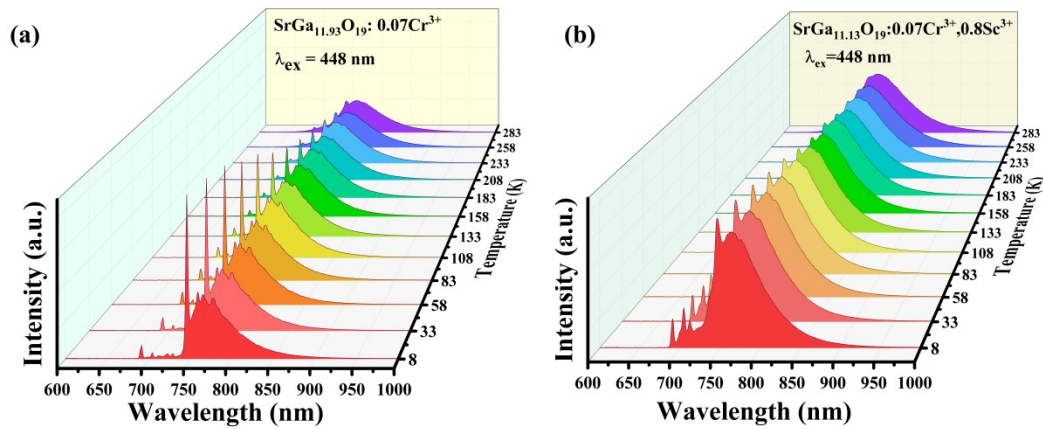 (a)
SrGa₁₁.₉₃O₁₉: 0.07Cr³⁺
λex = 448 nm
Intensity (a.u.)
283
258
233
208
183
158
133
108
83
58
33
8
Temperature (K)
600 650 700 750 800 850 900 950 1000
Wavelength (nm)
(b)
SrGa₁₁.₁₃O₁₉:0.07Cr³⁺,0.8Sc³⁺
λex=448 nm
Intensity (a.u.)
283
258
233
208
183
158
133
108
83
58
33
8
Temperature (K)
600 650 700 750 800 850 900 950 1000
Wavelength (nm)